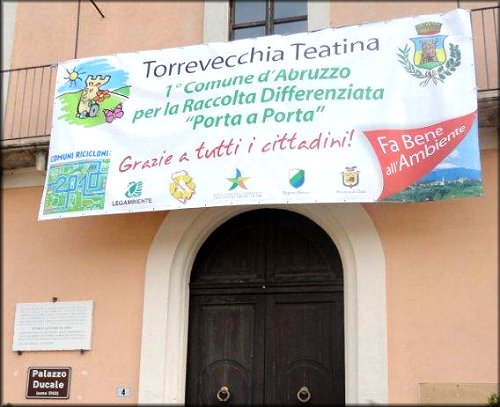 Torrevecchia Teatina
1° Comune d'Abruzzo
per la Raccolta Differenziata
"Porta a Porta"
Grazie a tutti i cittadini!
Fa Bene
all'Ambiente
COMUNI RICICLONI
2010
LEGAMBIENTE
Palazzo
Ducale
4